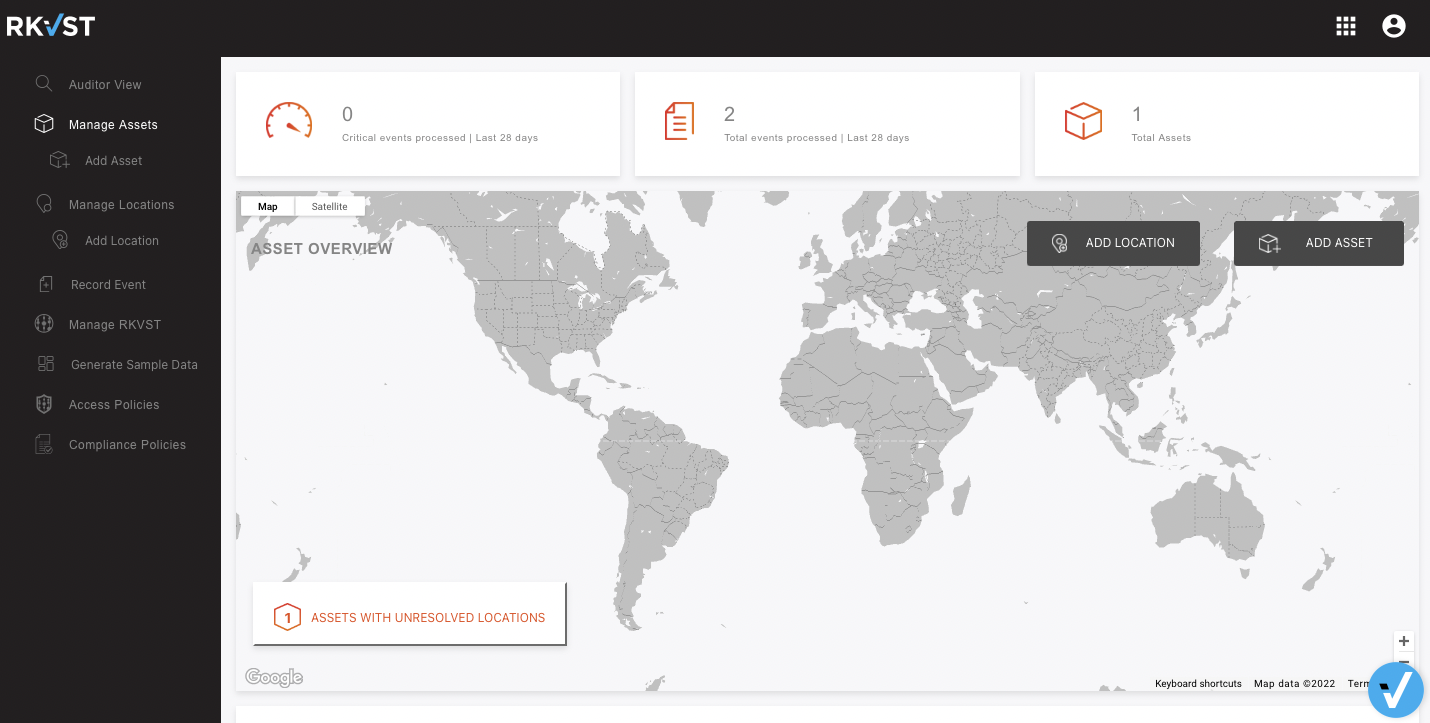 RKVST
Auditor View
Manage Assets
Add Asset
Manage Locations
Add Location
Record Event
Manage RKVST
Generate Sample Data
Access Policies
Compliance Policies
0
Critical events processed | Last 28 days
2
Total events processed | Last 28 days
1
Total Assets
Map
Satellite
ASSET OVERVIEW
ADD LOCATION
ADD ASSET
1
ASSETS WITH UNRESOLVED LOCATIONS
Google
Keyboard shortcuts
Map data ©2022